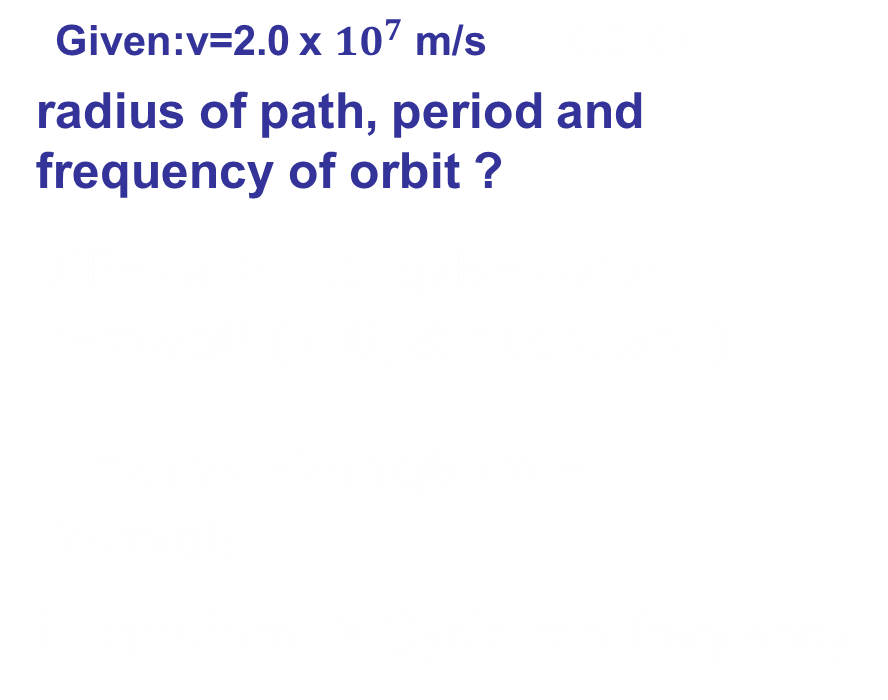 Given:v=2.0 x 10⁷ m/s
radius of path, period and
frequency of orbit ?